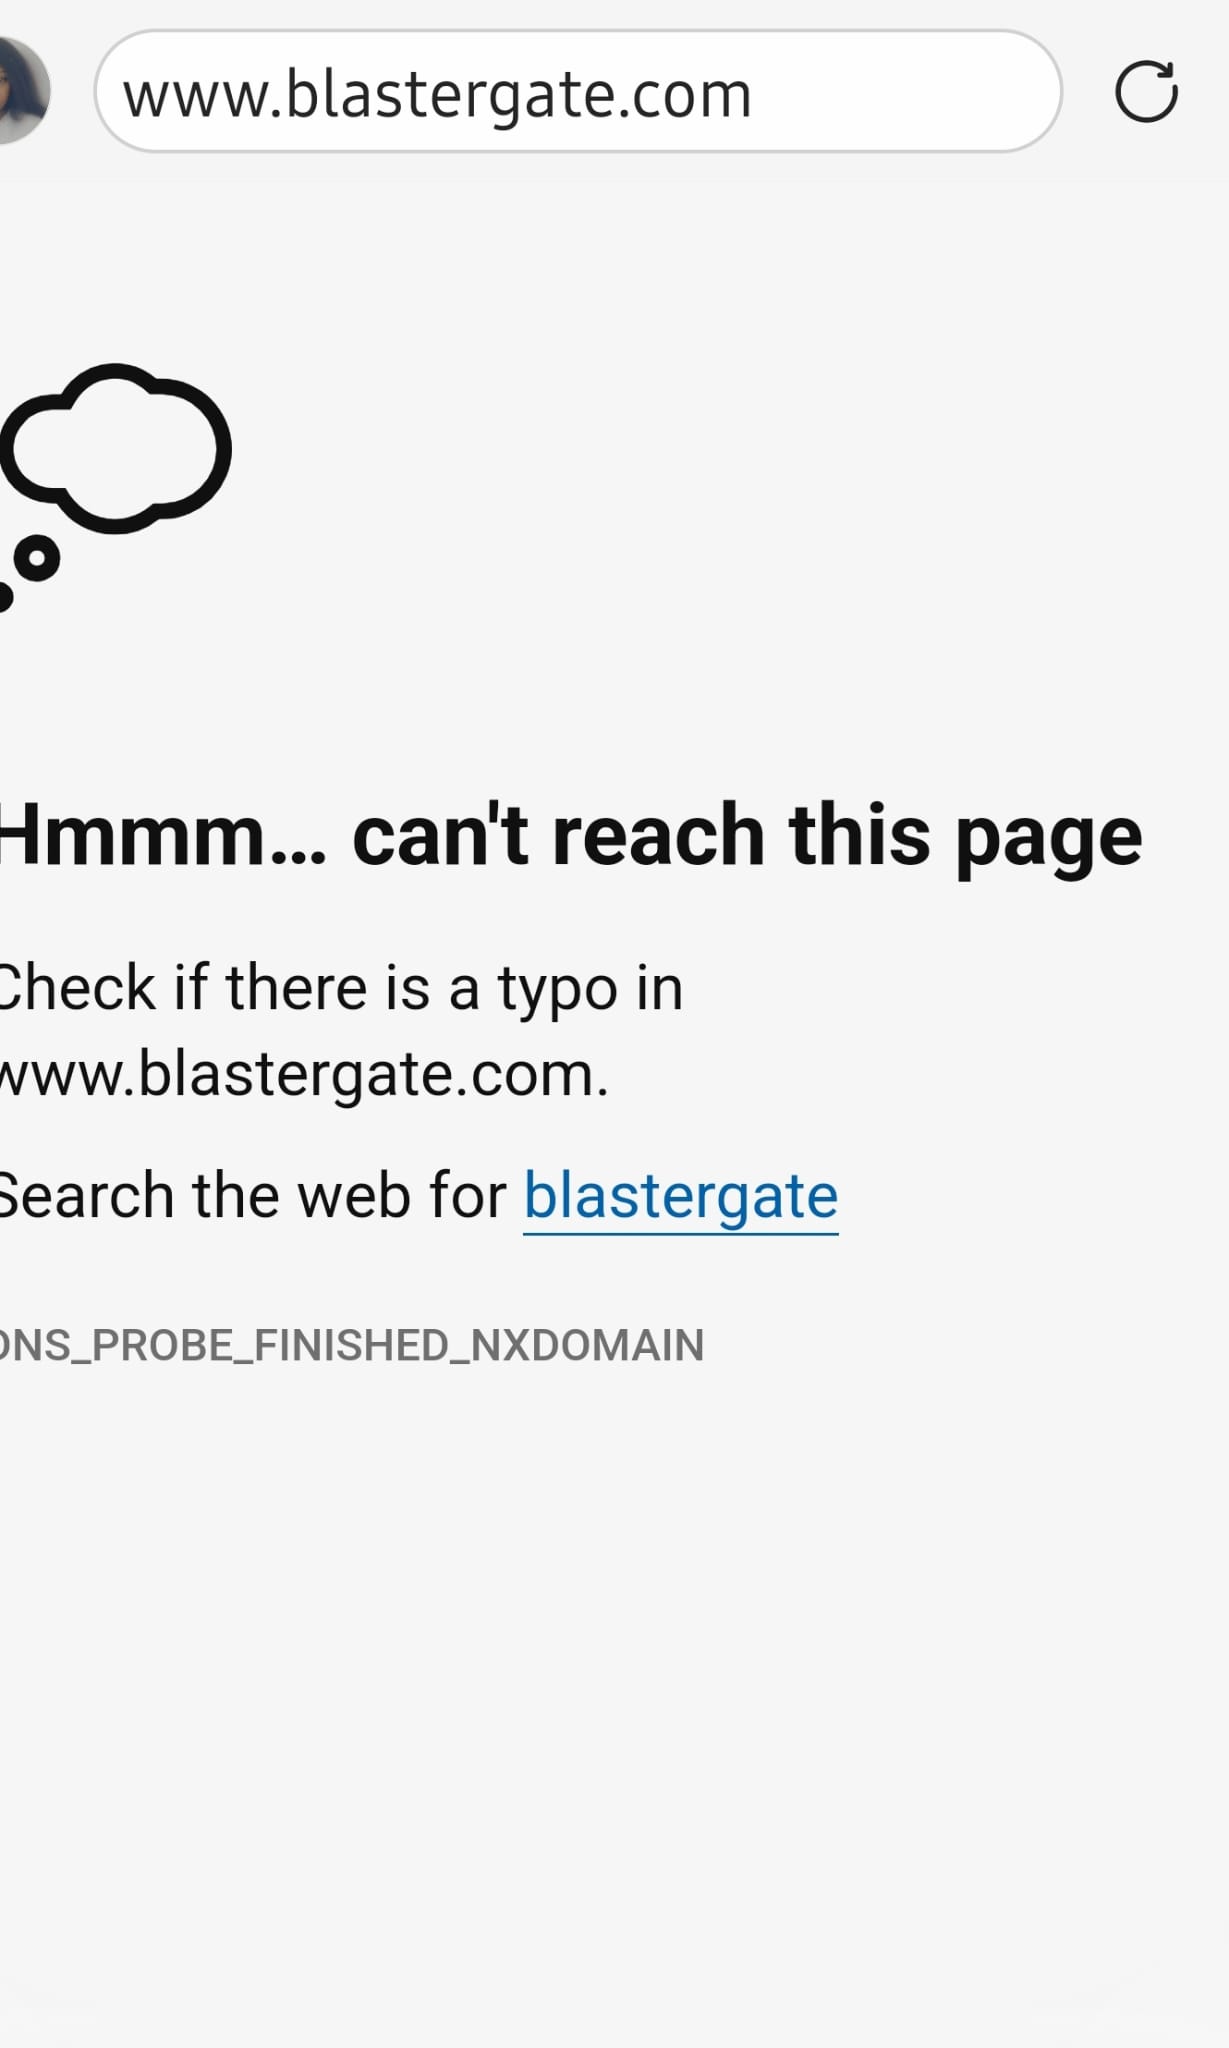 www.blastergate.com
Hmmm... can't reach this page
Check if there is a typo in
www.blastergate.com.
Search the web for blastergate
DNS_PROBE_FINISHED_NXDOMAIN